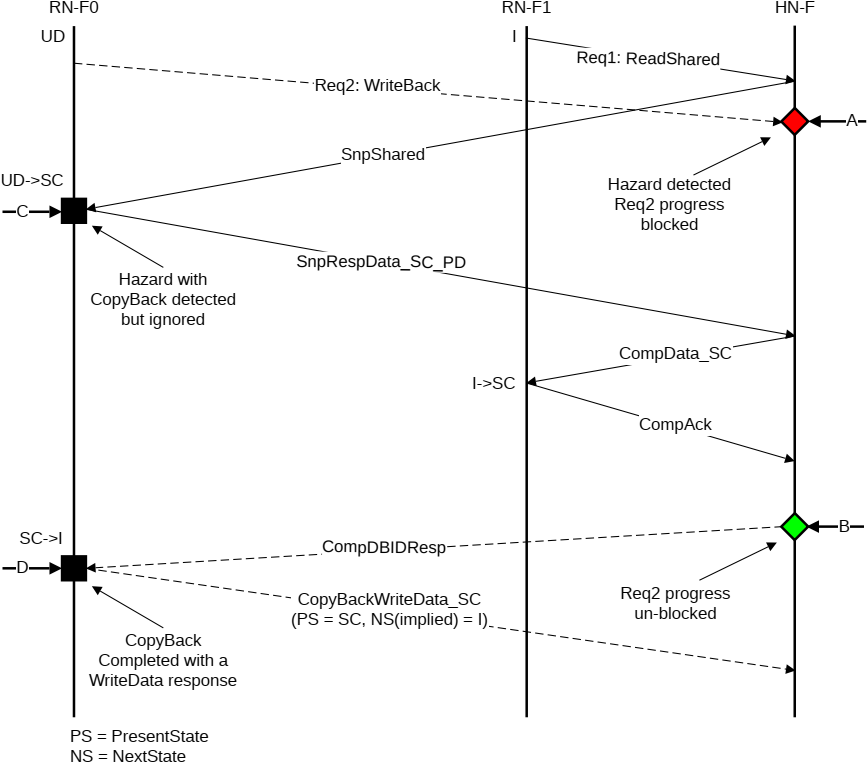 RN-F0
RN-F1
HN-F
UD
I
Req1: ReadShared
Req2: WriteBack
A
SnpShared
UD->SC
Hazard detected
Req2 progress
blocked
C
SnpRespData_SC_PD
Hazard with
CopyBack detected
but ignored
CompData_SC
I->SC
CompAck
B
SC->I
CompDBIDResp
D
Req2 progress
un-blocked
CopyBackWriteData_SC
(PS = SC, NS(implied) = I)
CopyBack
Completed with a
WriteData response
PS = PresentState
NS = NextState